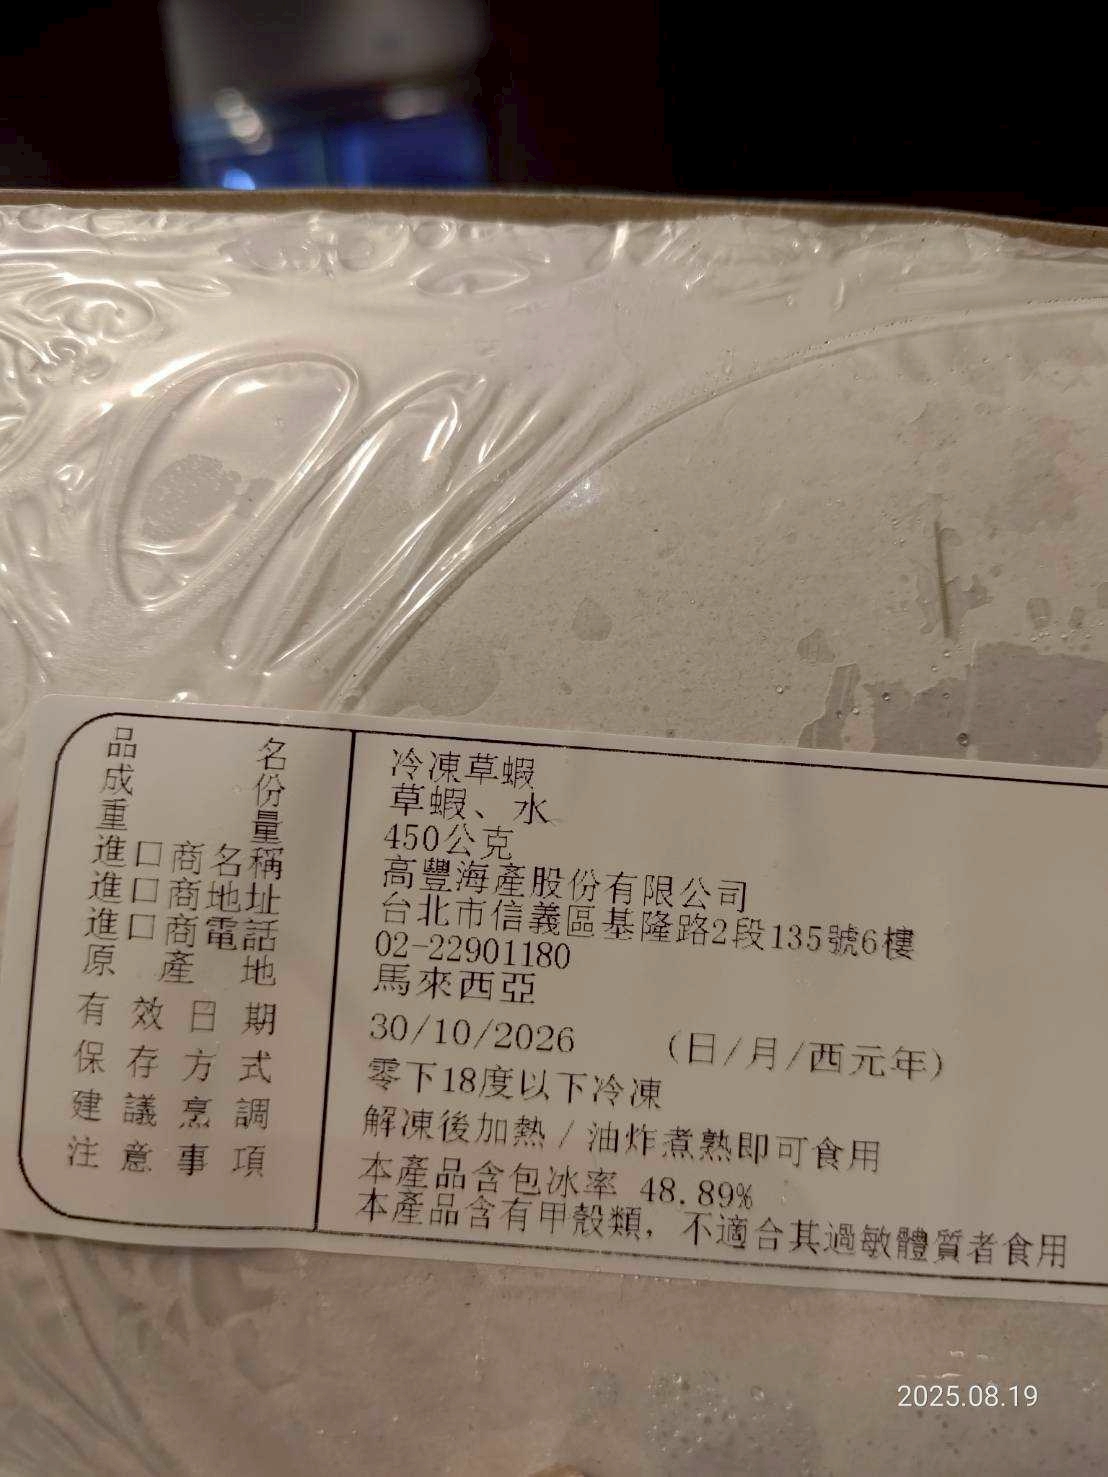 品名 冷凍草蝦
成份 草蝦、水
重量 450公克
進口商名稱 高豐海產股份有限公司
進口商地址 台北市信義區基隆路2段135號6樓
進口商電話 02-22901180
原產地 馬來西亞
有效日期 30/10/2026 (日/月/西元年)
保存方式 零下18度以下冷凍
建議烹調 解凍後加熱/油炸煮熟即可食用
注意事項 本產品含包冰率 48.89%
本產品含有甲殼類，不適合其過敏體質者食用
2025.08.19